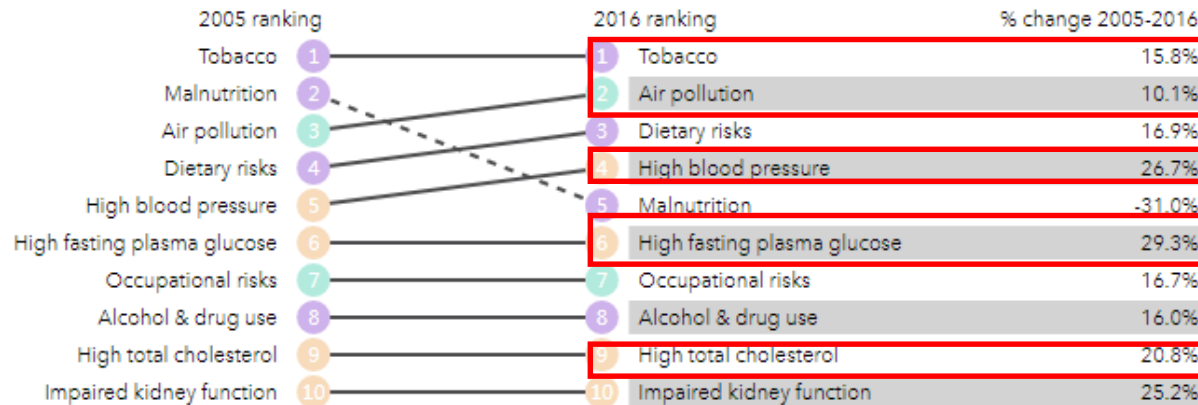 2005 ranking 2016 ranking % change 2005-2016
Tobacco 1 1 Tobacco 15.8%
Malnutrition 2 2 Air pollution 10.1%
Air pollution 3 3 Dietary risks 16.9%
Dietary risks 4 4 High blood pressure 26.7%
High blood pressure 5 5 Malnutrition -31.0%
High fasting plasma glucose 6 6 High fasting plasma glucose 29.3%
Occupational risks 7 7 Occupational risks 16.7%
Alcohol & drug use 8 8 Alcohol & drug use 16.0%
High total cholesterol 9 9 High total cholesterol 20.8%
Impaired kidney function 10 10 Impaired kidney function 25.2%